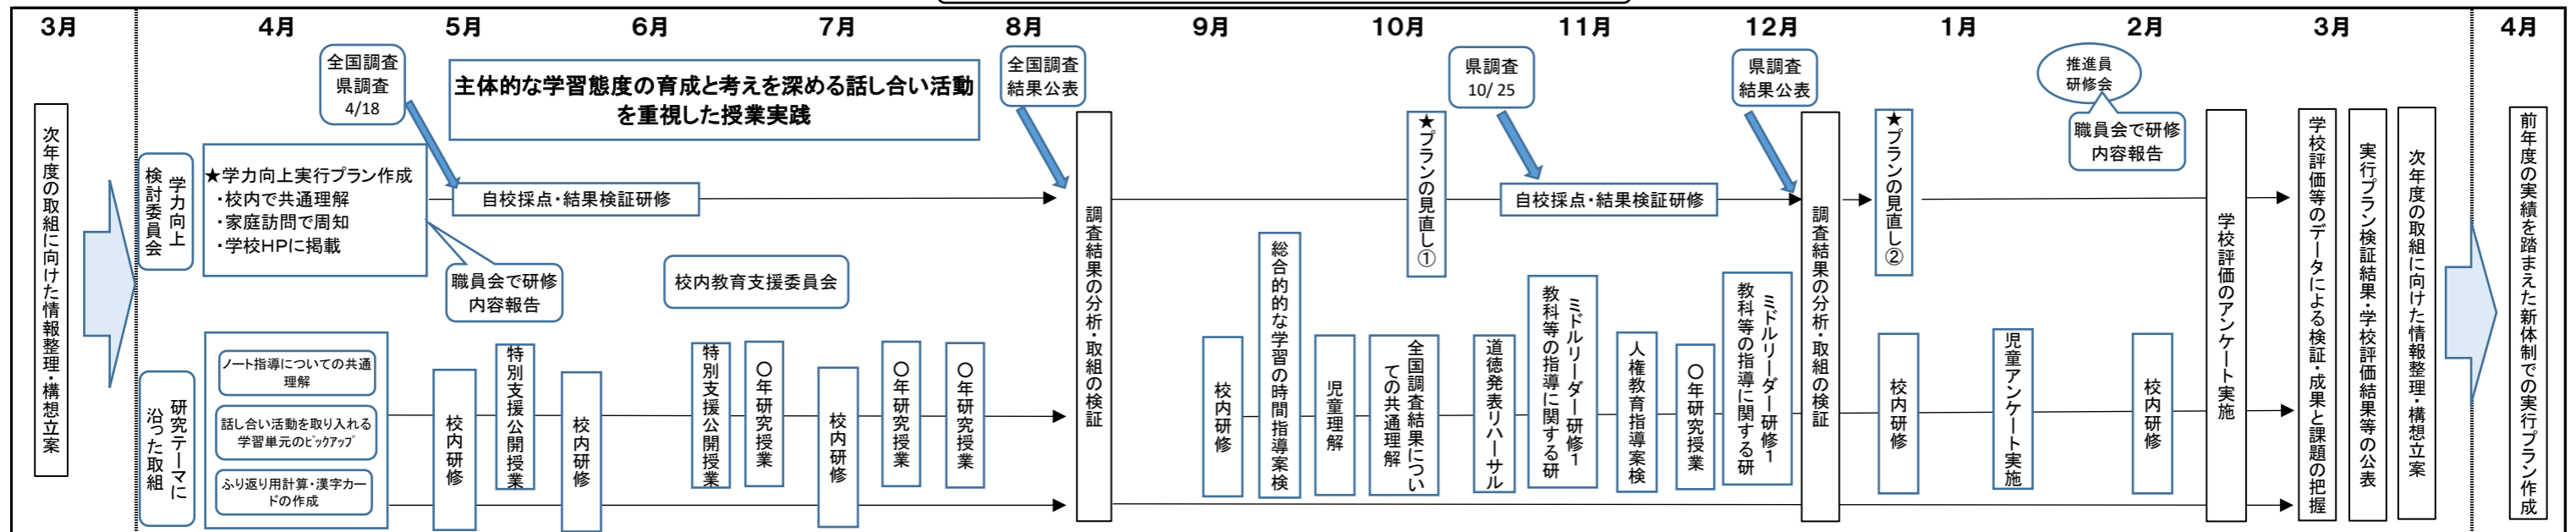 3月
4月
5月
6月
7月
8月
9月
10月
11月
12月
1月
2月
3月
4月
次年度の取組に向けた情報整理・構想立案
学力向上
検討委員会
★学力向上実行プラン作成
・校内で共通理解
・家庭訪問で周知
・学校HPに掲載
全国調査
県調査
4/18
主体的な学習態度の育成と考えを深める話し合い活動
を重視した授業実践
自校採点・結果検証研修
職員会で研修
内容報告
校内教育支援委員会
全国調査
結果公表
調査結果の分析・取組の検証
★プランの見直し①
県調査
10/25
自校採点・結果検証研修
県調査
結果公表
調査結果の分析・取組の検証
★プランの見直し②
推進員
研修会
職員会で研修
内容報告
学校評価のアンケート実施
学校評価等のデータによる検証・成果と課題の把握
実行プラン検証結果・学校評価結果等の公表
次年度の取組に向けた情報整理・構想立案
前年度の実績を踏まえた新体制での実行プラン作成
研究テーマに
沿った取組
ノート指導についての共通
理解
話し合い活動を取り入れる
学習単元のピックアップ
ふり返り用計算・漢字カー
ドの作成
校内研修
特別支援公開授業
校内研修
特別支援公開授業
〇年研究授業
校内研修
〇年研究授業
〇年研究授業
校内研修
総合的的な学習の時間指導案検
児童理解
全国調査結果につい
ての共通理解
道徳発表リハーサル
ミドルリーダー研修1
教科等の指導に関する研
人権教育指導案検
〇年研究授業
ミドルリーダー研修1
教科等の指導に関する研
校内研修
児童アンケート実施
校内研修